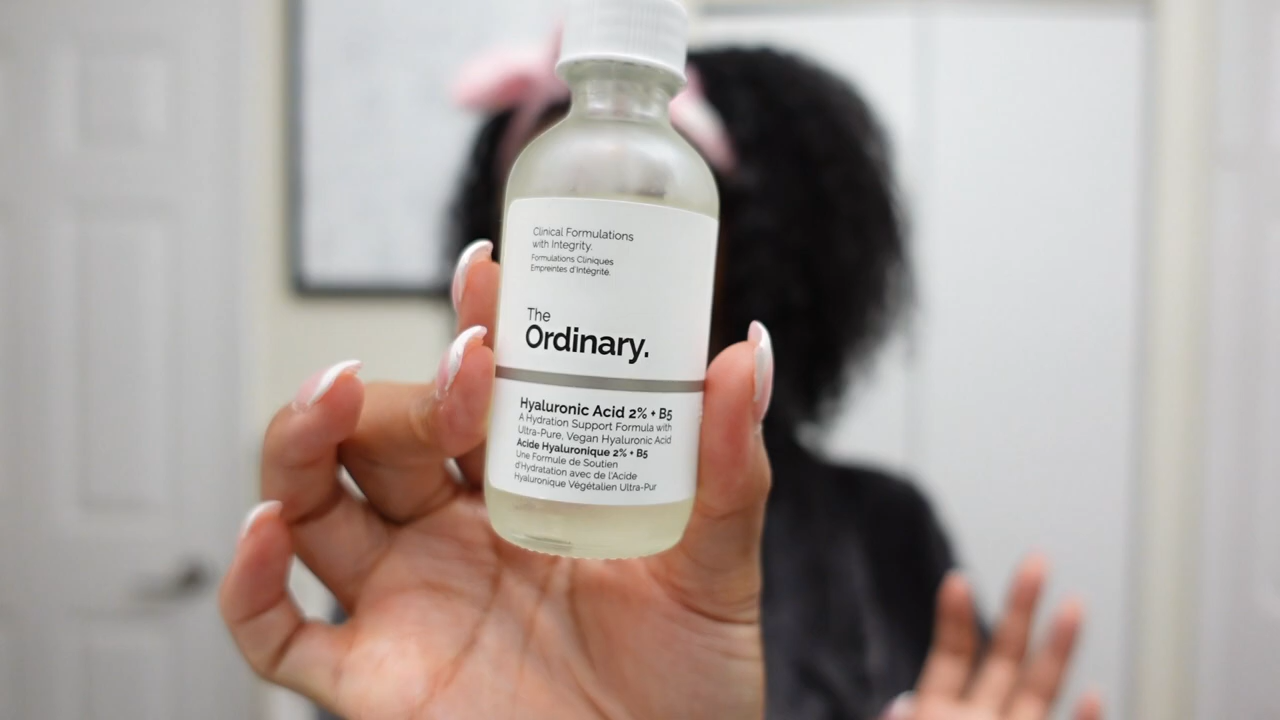 Clinical Formulations
with Integrity.
Formulations Cliniques
Empreintes d'Intégrité.
The
Ordinary.
Hyaluronic Acid 2% + B5
A Hydration Support Formula with
Ultra-Pure, Vegan Hyaluronic Acid
Acide Hyaluronique 2% + B5
Une Formule de Soutien
d'Hydratation avec de l'Acide
Hyaluronique Végétalien Ultra-Pur